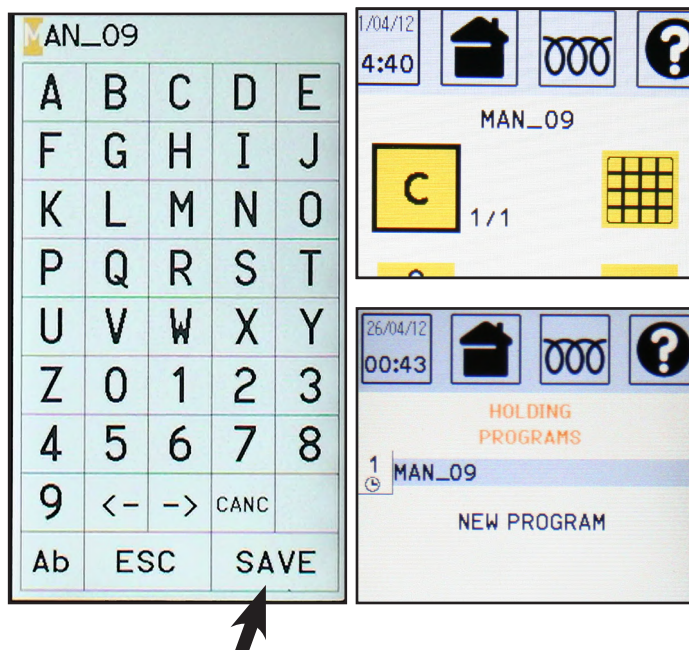 MAN_09
A B C D E
F G H I J
K L M N O
P Q R S T
U V W X Y
Z 0 1 2 3
4 5 6 7 8
9 <- -> CANC
Ab ESC SAVE
1/04/12
4:40
?
MAN_09
C
1/1
26/04/12
00:43
?
HOLDING
PROGRAMS
1 MAN_09
NEW PROGRAM